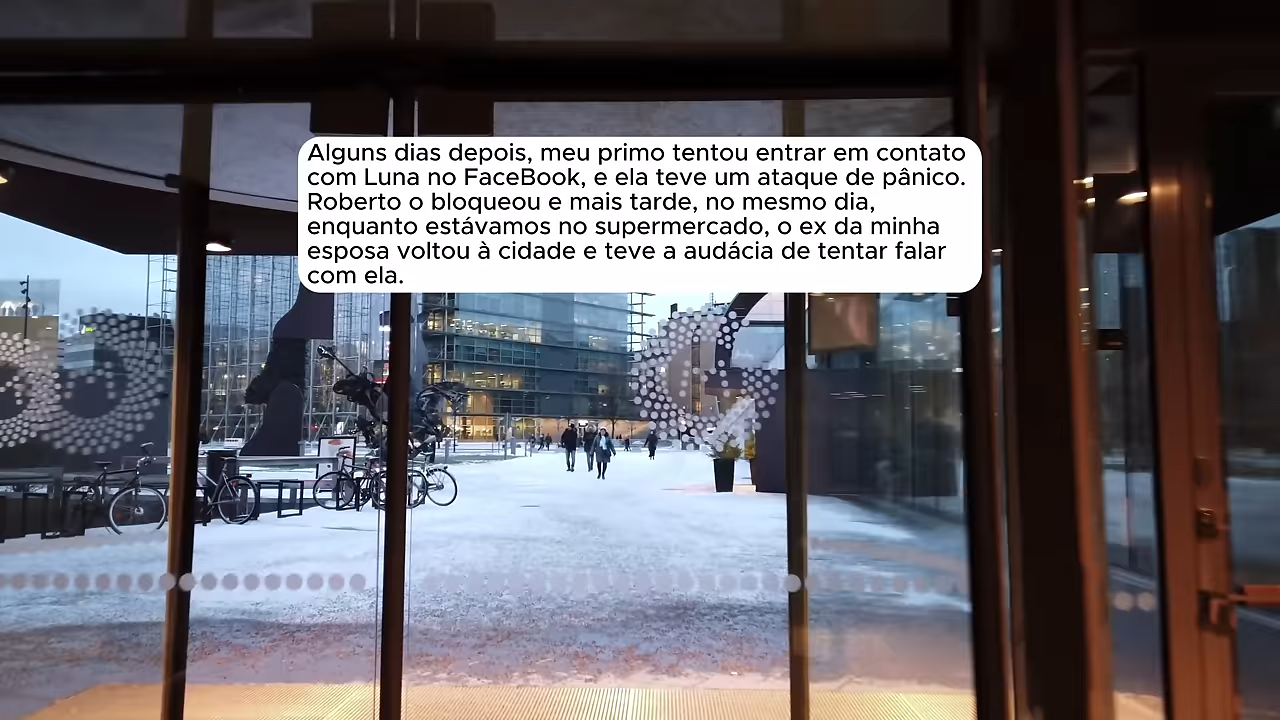 Alguns dias depois, meu primo tentou entrar em contato
com Luna no FaceBook, e ela teve um ataque de pânico.
Roberto o bloqueou e mais tarde, no mesmo dia,
enquanto estávamos no supermercado, o ex da minha
esposa voltou à cidade e teve a audácia de tentar falar
com ela.